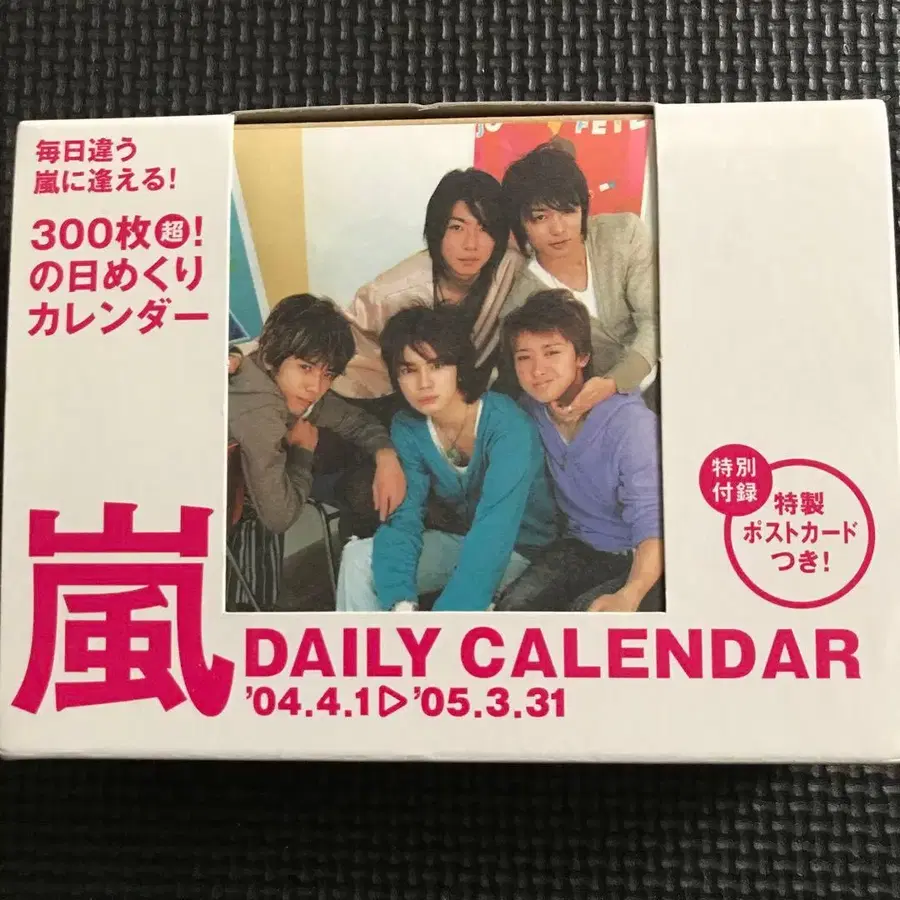 毎日違う
嵐に逢える!
300枚超!
の日めくり
カレンダー
特別
付録
特製
ポストカード
つき!
嵐
DAILY CALENDAR
'04.4.1▷'05.3.31